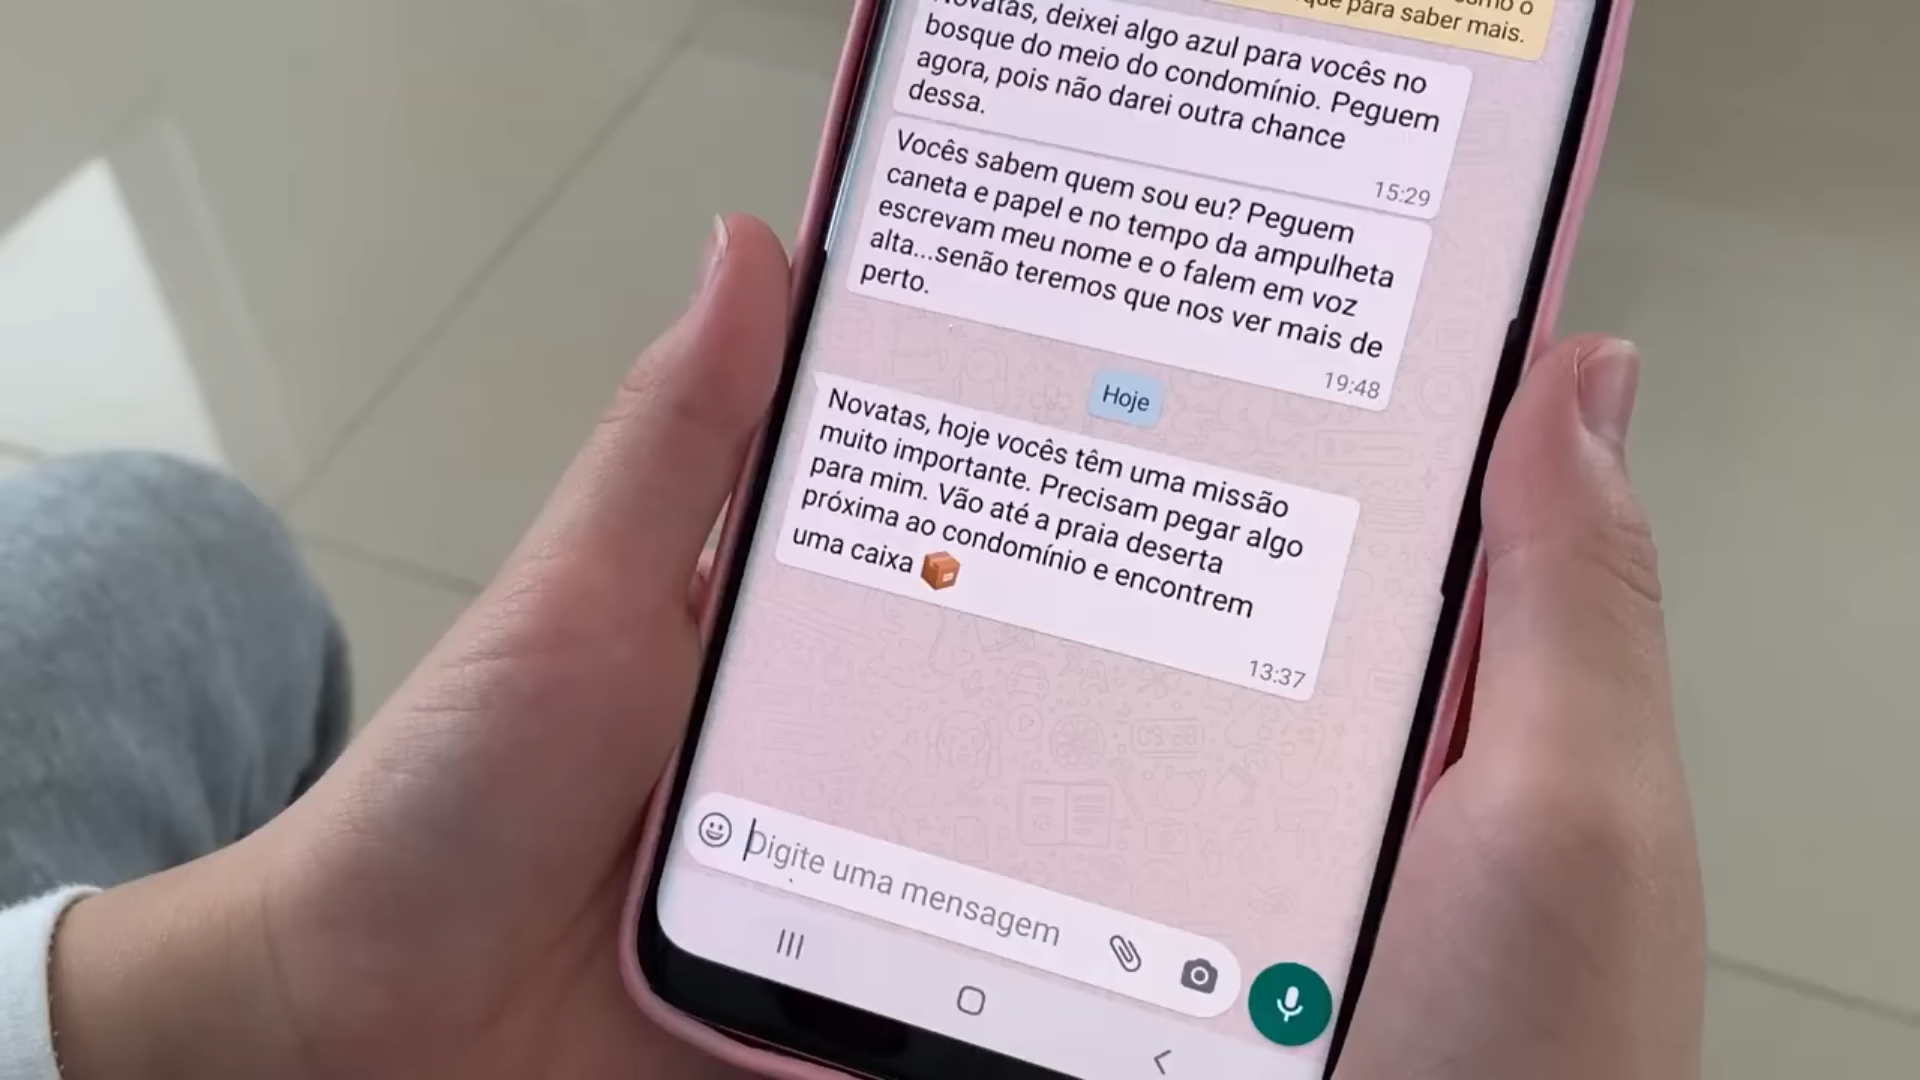 para saber mais.
Novatas, deixei algo azul para vocês no
bosque do meio do condomínio. Peguem
agora, pois não darei outra chance
dessa.
15:29
Vocês sabem quem sou eu? Peguem
caneta e papel e no tempo da ampulheta
escrevam meu nome e o falem em voz
alta...senão teremos que nos ver mais de
perto.
19:48
Hoje
Novatas, hoje vocês têm uma missão
muito importante. Precisam pegar algo
para mim. Vão até a praia deserta
próxima ao condomínio e encontrem
uma caixa 📦
13:37
Digite uma mensagem